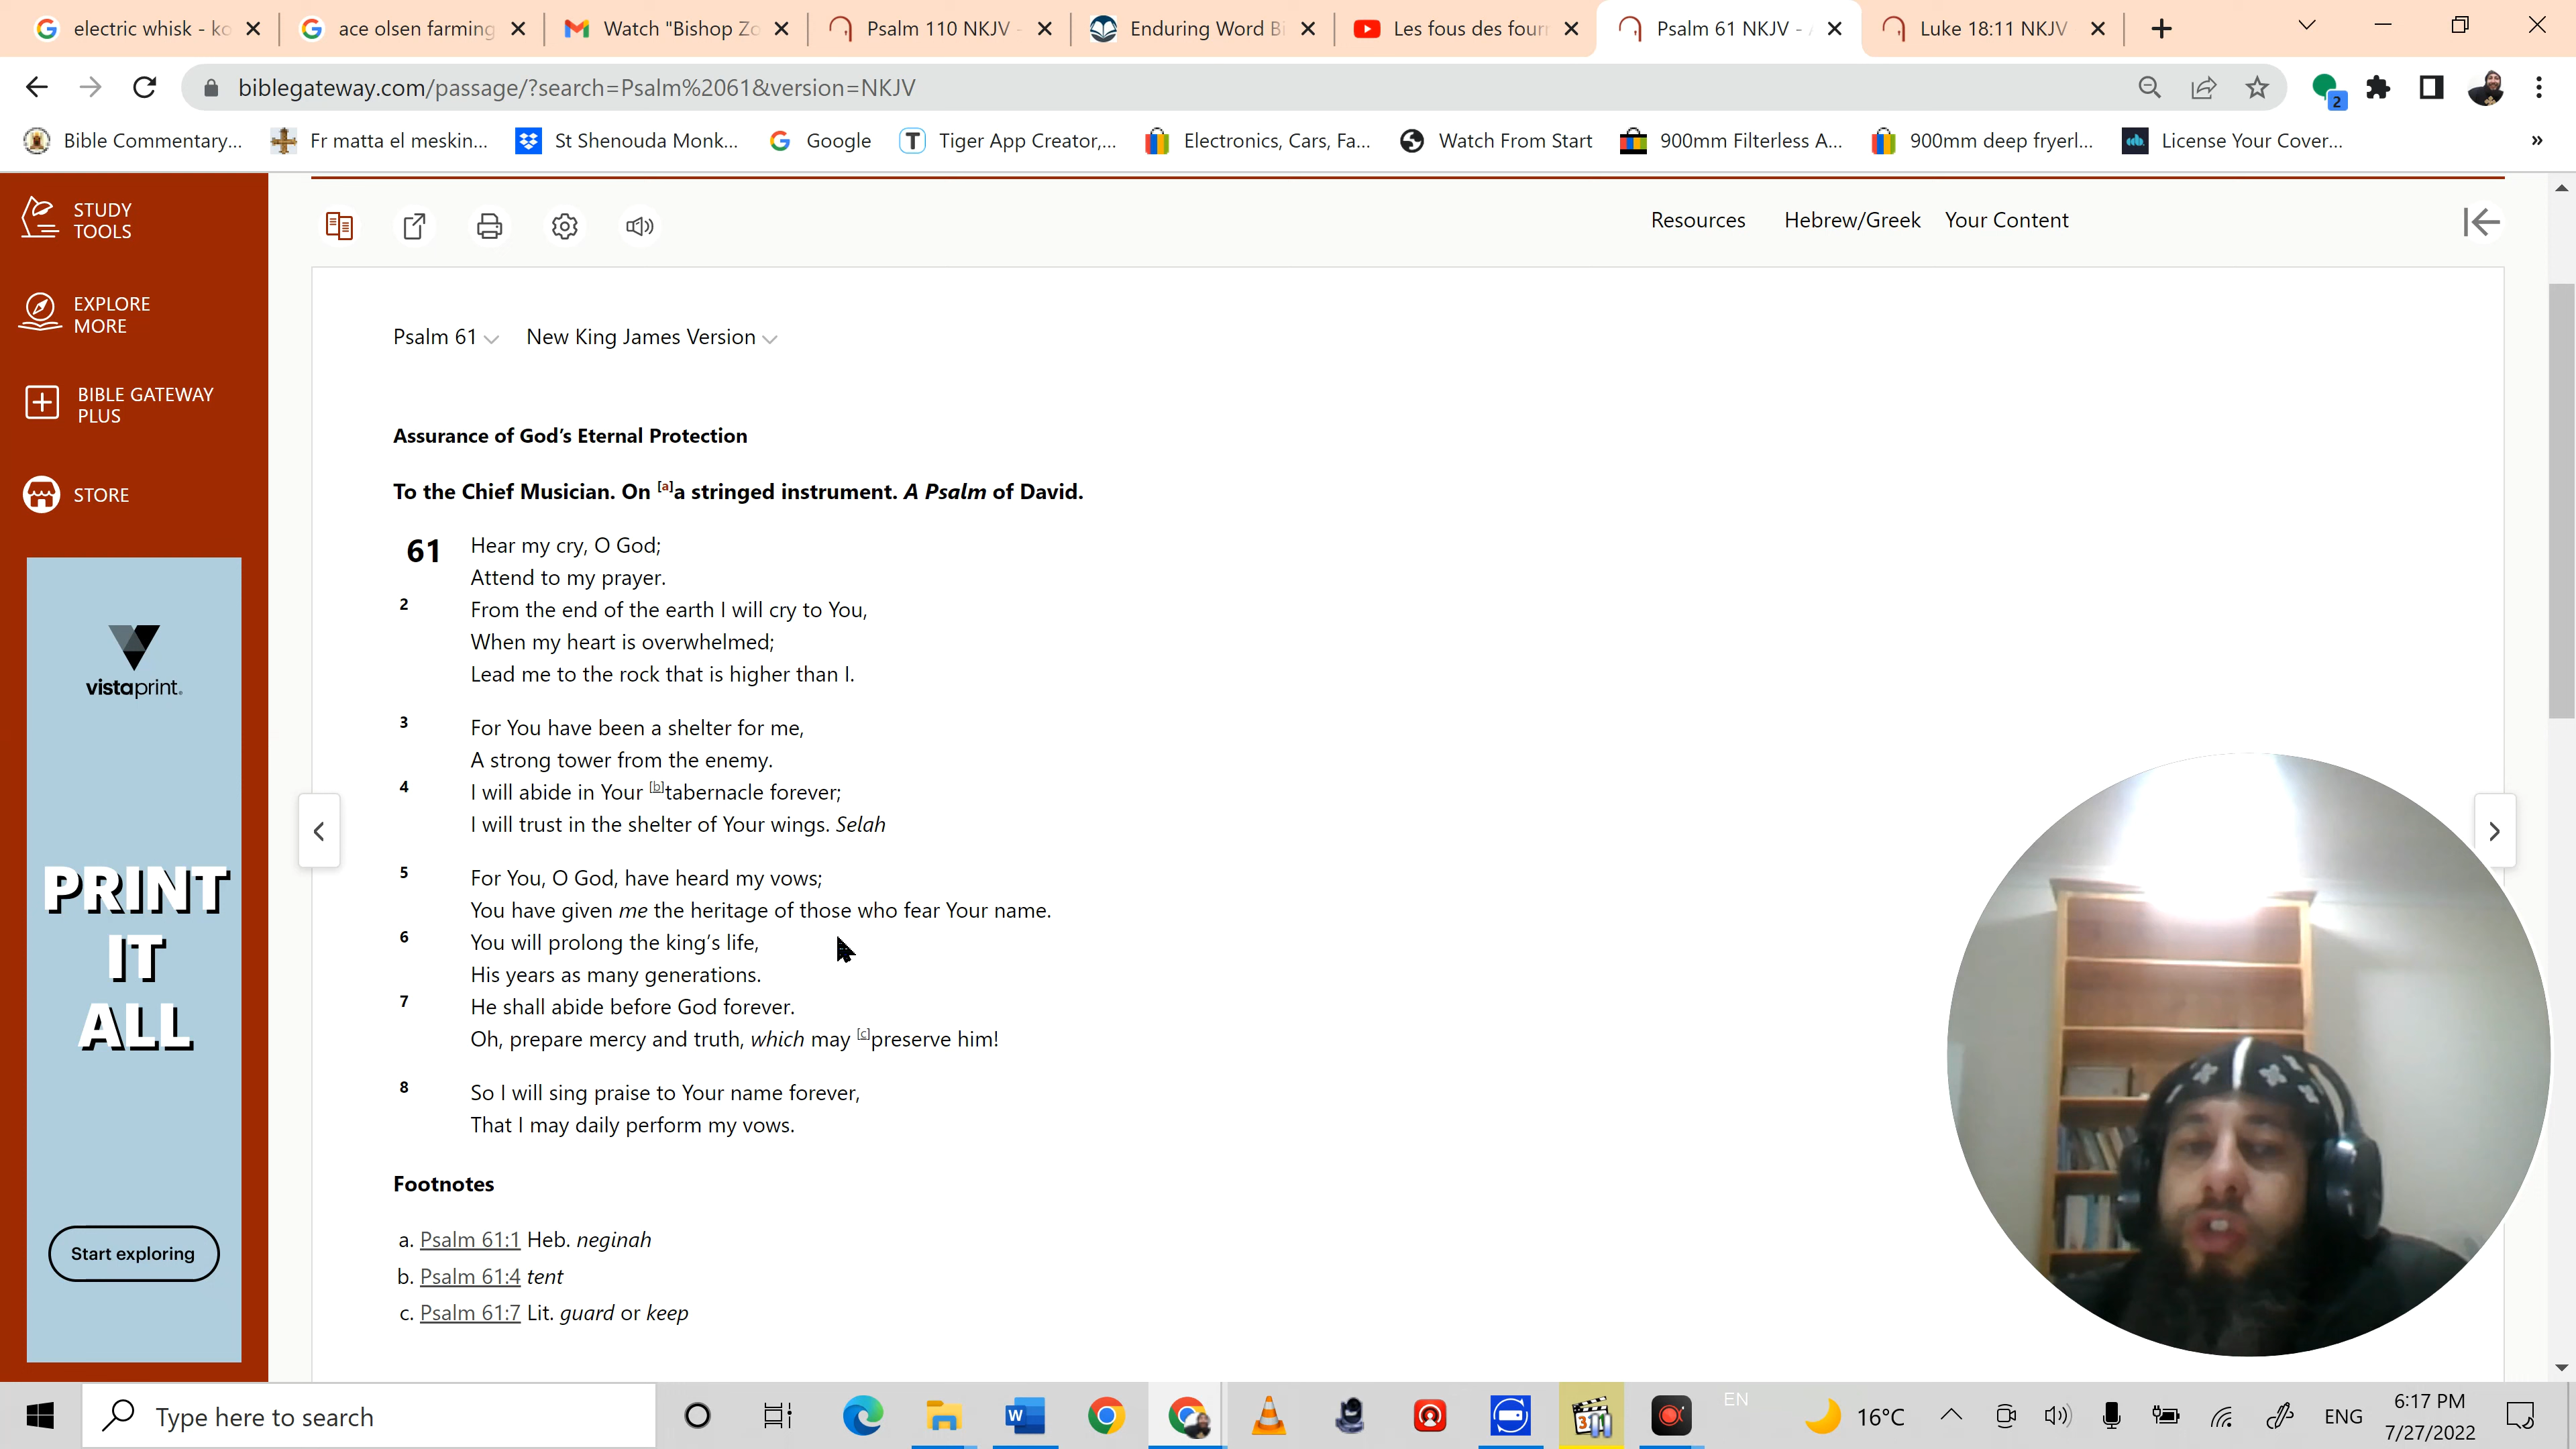 electric whisk - ko
ace olsen farming
Watch "Bishop Zo
Psalm 110 NKJV -
Enduring Word Bi
Les fous des four
Psalm 61 NKJV -
Luke 18:11 NKJV
biblegateway.com/passage/?search=Psalm%2061&version=NKJV
2
Bible Commentary...
Fr matta el meskin...
St Shenouda Monk...
Google
Tiger App Creator,...
Electronics, Cars, Fa...
Watch From Start
900mm Filterless A...
900mm deep fryerl...
License Your Cover...
»
STUDY
TOOLS
EXPLORE
MORE
BIBLE GATEWAY
PLUS
STORE
vistaprint.
PRINT
IT
ALL
Start exploring
Resources
Hebrew/Greek
Your Content
Psalm 61
New King James Version
Assurance of God's Eternal Protection
To the Chief Musician. On [a]a stringed instrument. A Psalm of David.
61 Hear my cry, O God;
Attend to my prayer.
2 From the end of the earth I will cry to You,
When my heart is overwhelmed;
Lead me to the rock that is higher than I.
3 For You have been a shelter for me,
A strong tower from the enemy.
4 I will abide in Your [b]tabernacle forever;
I will trust in the shelter of Your wings. Selah
5 For You, O God, have heard my vows;
You have given me the heritage of those who fear Your name.
6 You will prolong the king's life,
His years as many generations.
7 He shall abide before God forever.
Oh, prepare mercy and truth, which may [c]preserve him!
8 So I will sing praise to Your name forever,
That I may daily perform my vows.
Footnotes
a. Psalm 61:1 Heb. neginah
b. Psalm 61:4 tent
c. Psalm 61:7 Lit. guard or keep
Type here to search
EN
16°C
ENG
6:17 PM
7/27/2022